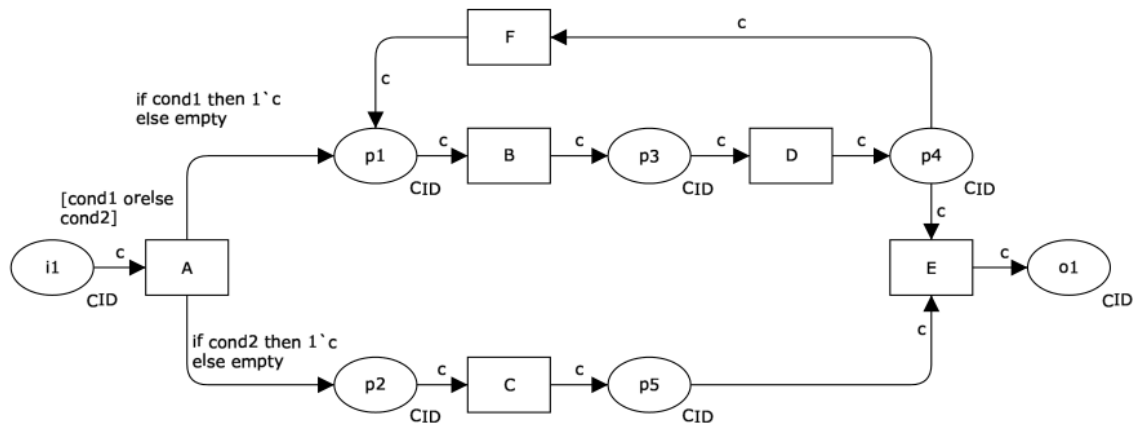 c
F
c
if cond1 then 1`c
else empty
p1
c
B
c
p3
c
D
c
p4
CID
CID
CID
[cond1 orelse
cond2]
c
i1
c
A
E
c
o1
CID
CID
if cond2 then 1`c
else empty
c
p2
c
C
c
p5
CID
CID